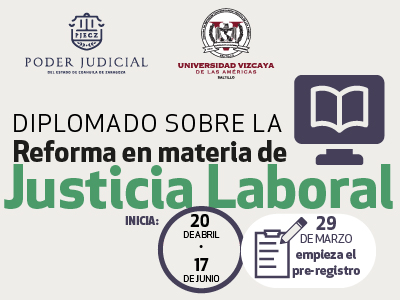 PJECZ
PODER JUDICIAL
DEL ESTADO DE COAHUILA DE ZARAGOZA
UNIVERSIDAD VIZCAYA
DE LAS AMÉRICAS
SALTILLO
DIPLOMADO SOBRE LA
Reforma en materia de
Justicia Laboral
INICIA:
20
DE ABRIL
·
17
DE JUNIO
29
DE MARZO
empieza el
pre-registro